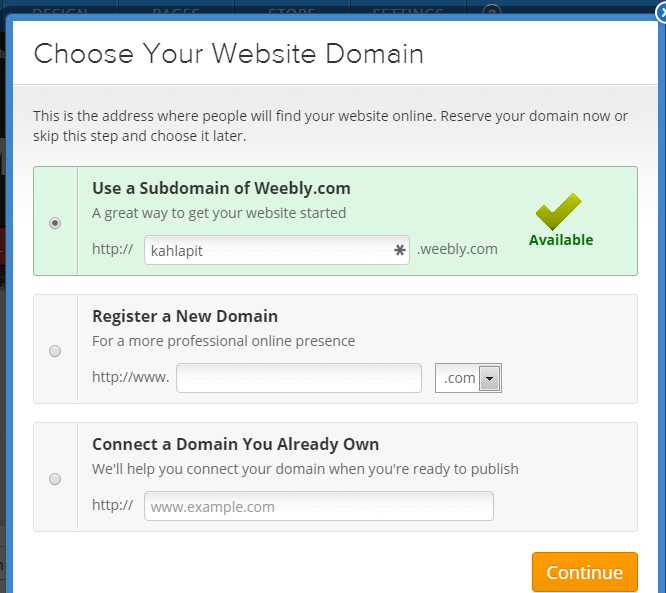 DESIGN PAGES STORE SETTINGS ?
Choose Your Website Domain
This is the address where people will find your website online. Reserve your domain now or
skip this step and choose it later.
Use a Subdomain of Weebly.com
A great way to get your website started
Available
http:// kahlapit * .weebly.com
Register a New Domain
For a more professional online presence
http://www. .com
Connect a Domain You Already Own
We'll help you connect your domain when you're ready to publish
http:// www.example.com
Continue